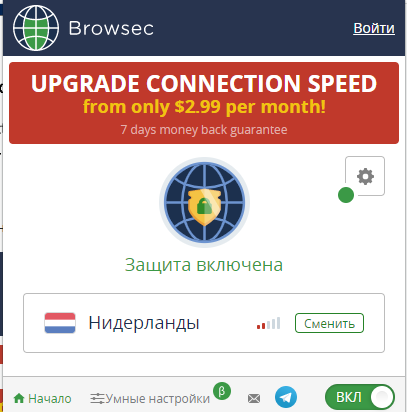 Browsec
Войти
UPGRADE CONNECTION SPEED
from only $2.99 per month!
7 days money back guarantee
Защита включена
Нидерланды
Сменить
Начало
Умные настройки β
ВКЛ